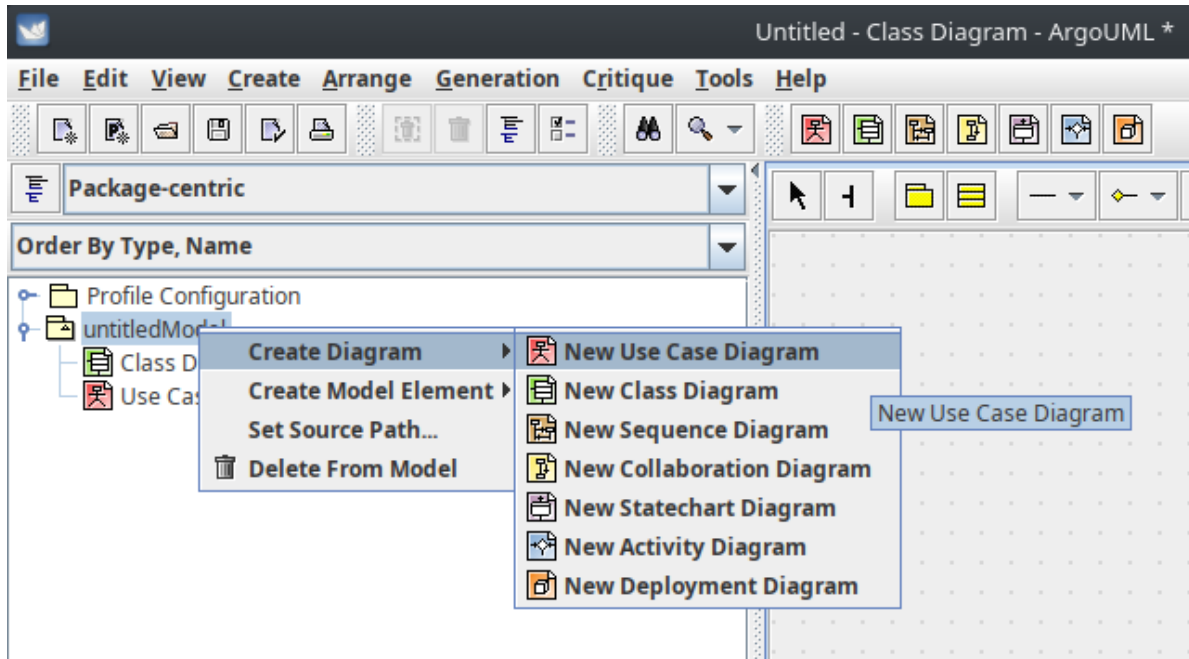 Untitled - Class Diagram - ArgoUML *
File Edit View Create Arrange Generation Critique Tools Help
Package-centric
Order By Type, Name
Profile Configuration
untitledModel
Class D
Use Cas
Create Diagram
Create Model Element
Set Source Path...
Delete From Model
New Use Case Diagram
New Class Diagram
New Sequence Diagram
New Collaboration Diagram
New Statechart Diagram
New Activity Diagram
New Deployment Diagram
New Use Case Diagram